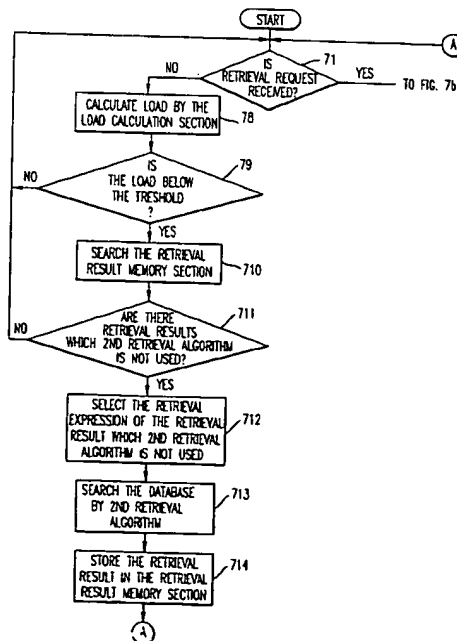 START
A
71
IS
RETRIEVAL REQUEST
RECEIVED?
NO
YES
TO FIG. 7b
CALCULATE LOAD BY THE
LOAD CALCULATION SECTION
78
79
IS
THE LOAD BELOW
THE TRESHOLD
?
NO
YES
SEARCH THE RETRIEVAL
RESULT MEMORY SECTION
710
711
ARE THERE
RETRIEVAL RESULTS
WHICH 2ND RETRIEVAL ALGORITHM
IS NOT USED?
NO
YES
SELECT THE RETRIEVAL
EXPRESSION OF THE RETRIEVAL
RESULT WHICH 2ND RETRIEVAL
ALGORITHM IS NOT USED
712
SEARCH THE DATABASE
BY 2ND RETRIEVAL
ALGORITHM
713
STORE THE RETRIEVAL
RESULT IN THE RETRIEVAL
RESULT MEMORY SECTION
714
A